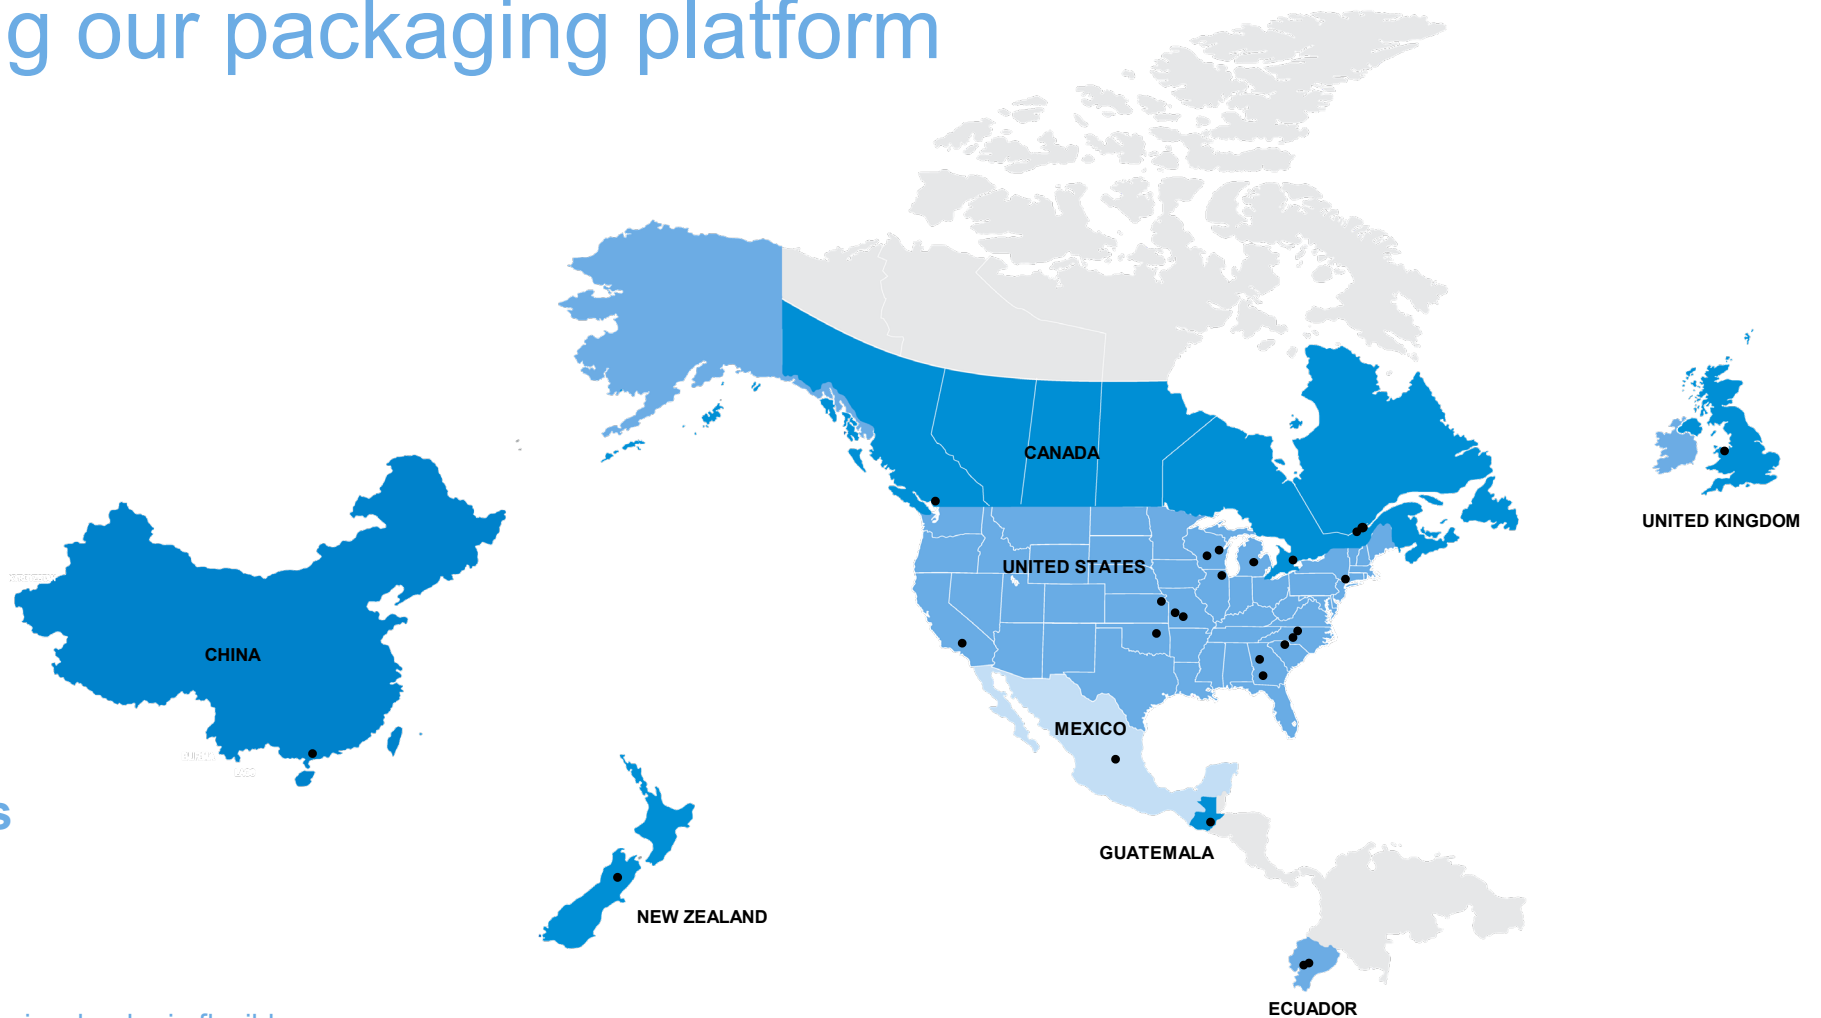 g our packaging platform
CANADA
UNITED KINGDOM
UNITED STATES
CHINA
MEXICO
s
GUATEMALA
NEW ZEALAND
ECUADOR